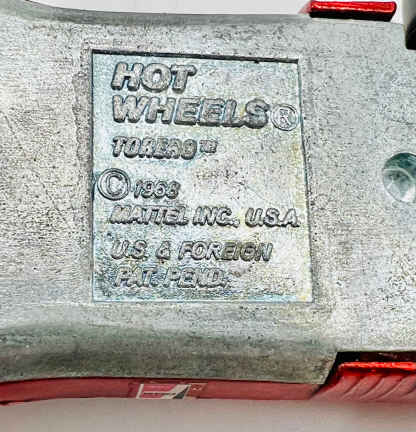 HOT
WHEELS®
TORERO™
© 1968
MATTEL INC., U.S.A.
U.S. & FOREIGN
PAT. PEND.